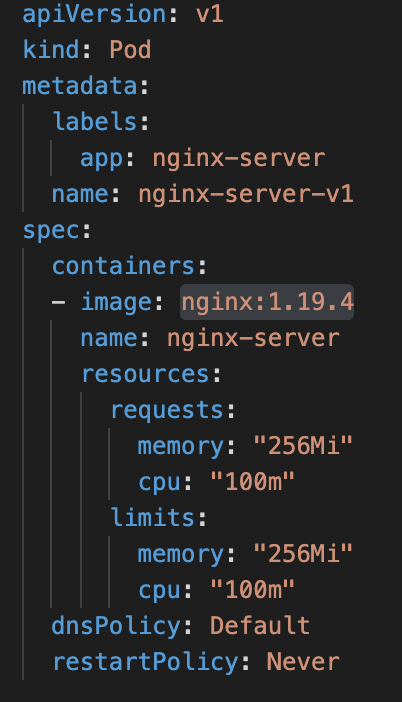 apiVersion: v1
kind: Pod
metadata:
  labels:
    app: nginx-server
  name: nginx-server-v1
spec:
  containers:
  - image: nginx:1.19.4
    name: nginx-server
    resources:
      requests:
        memory: "256Mi"
        cpu: "100m"
      limits:
        memory: "256Mi"
        cpu: "100m"
  dnsPolicy: Default
  restartPolicy: Never